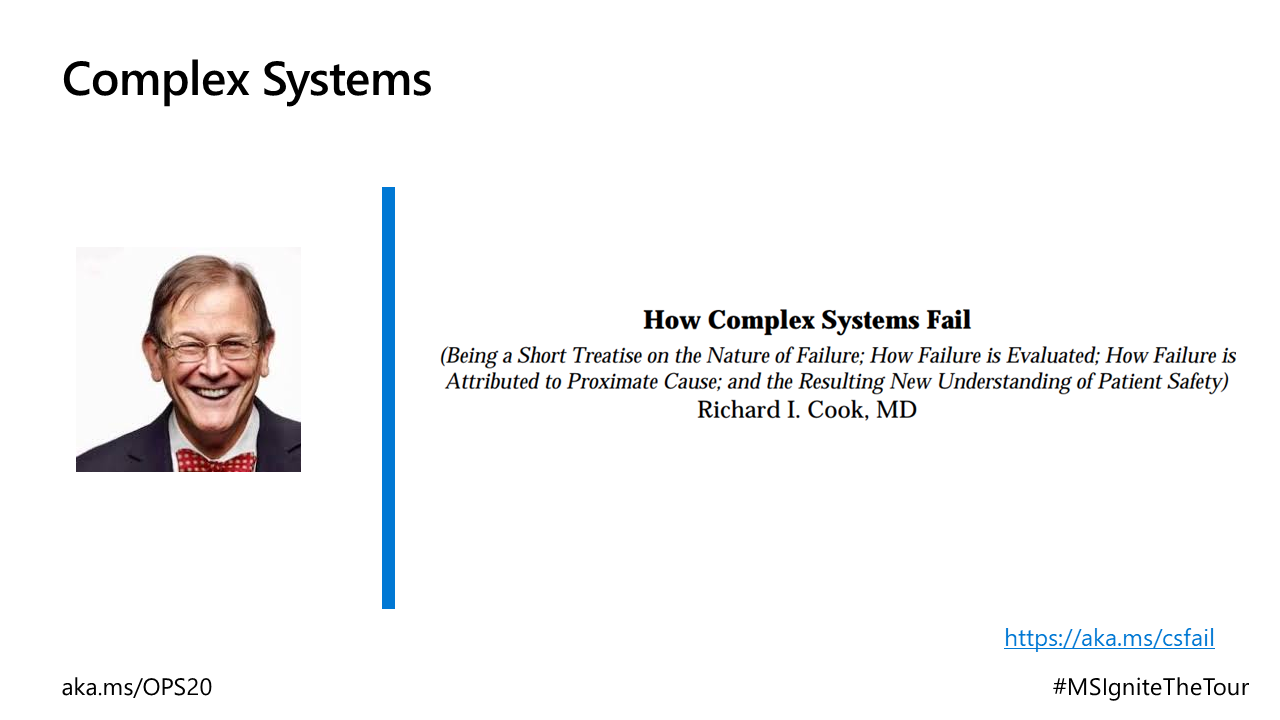 Complex Systems
How Complex Systems Fail
(Being a Short Treatise on the Nature of Failure; How Failure is Evaluated; How Failure is
Attributed to Proximate Cause; and the Resulting New Understanding of Patient Safety)
Richard I. Cook, MD
https://aka.ms/csfail
aka.ms/OPS20
#MSIgniteTheTour